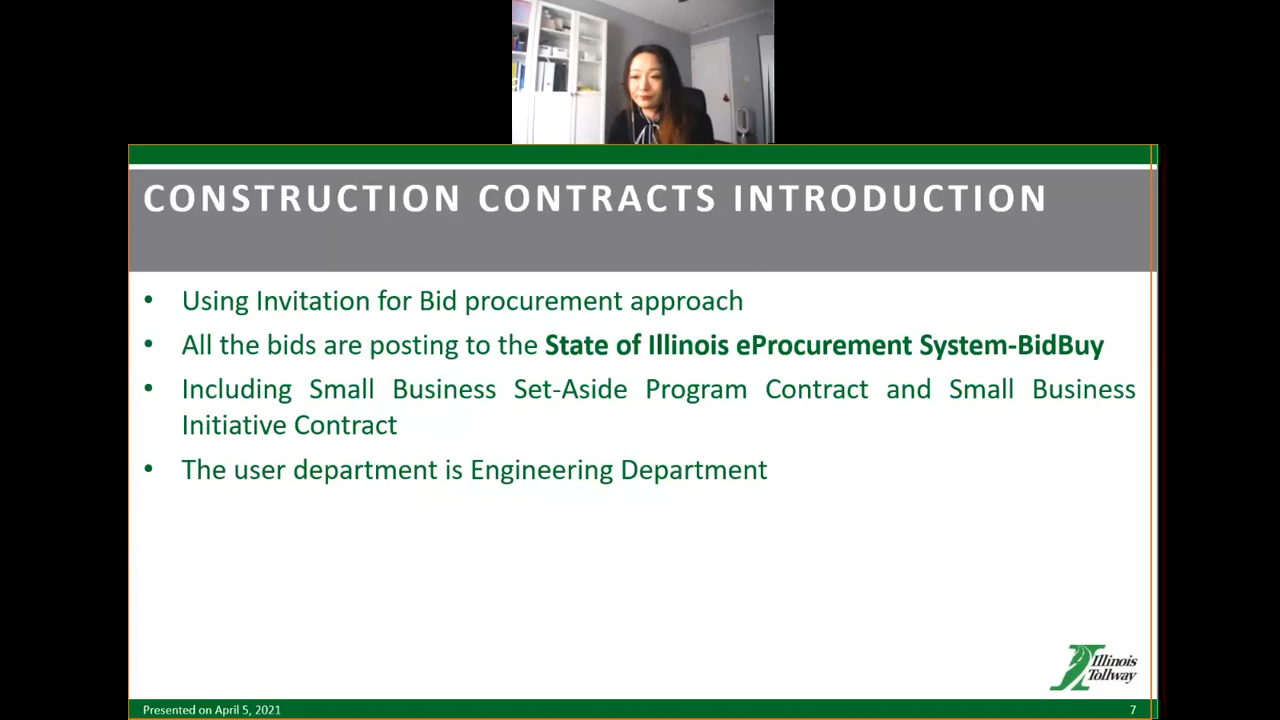 CONSTRUCTION CONTRACTS INTRODUCTION
• Using Invitation for Bid procurement approach
• All the bids are posting to the State of Illinois eProcurement System-BidBuy
• Including Small Business Set-Aside Program Contract and Small Business
Initiative Contract
• The user department is Engineering Department
Illinois
Tollway
Presented on April 5, 2021
7